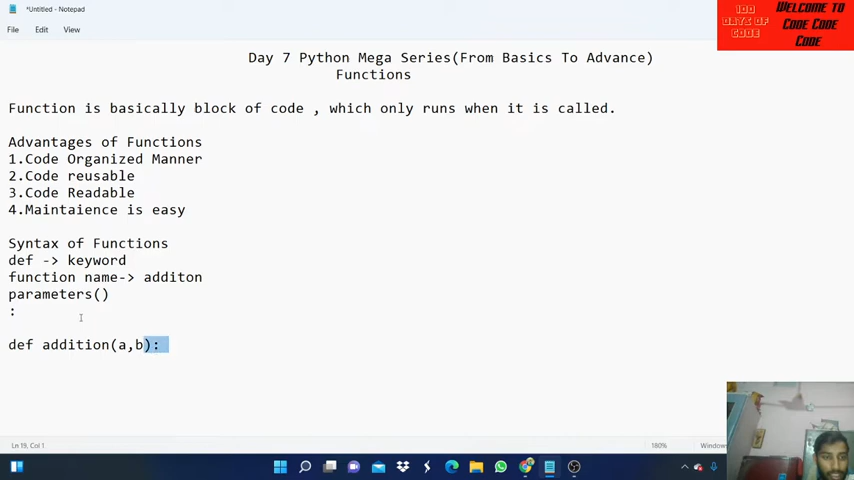 *Untitled - Notepad
File Edit View
100
DAYS OF
CODE
WELCOME TO
CODE CODE
CODE
Day 7 Python Mega Series(From Basics To Advance)
Functions
Function is basically block of code , which only runs when it is called.
Advantages of Functions
1.Code Organized Manner
2.Code reusable
3.Code Readable
4.Maintaience is easy
Syntax of Functions
def -> keyword
function name-> additon
parameters()
:
def addition(a,b):
Ln 19, Col 1
180%
Windows